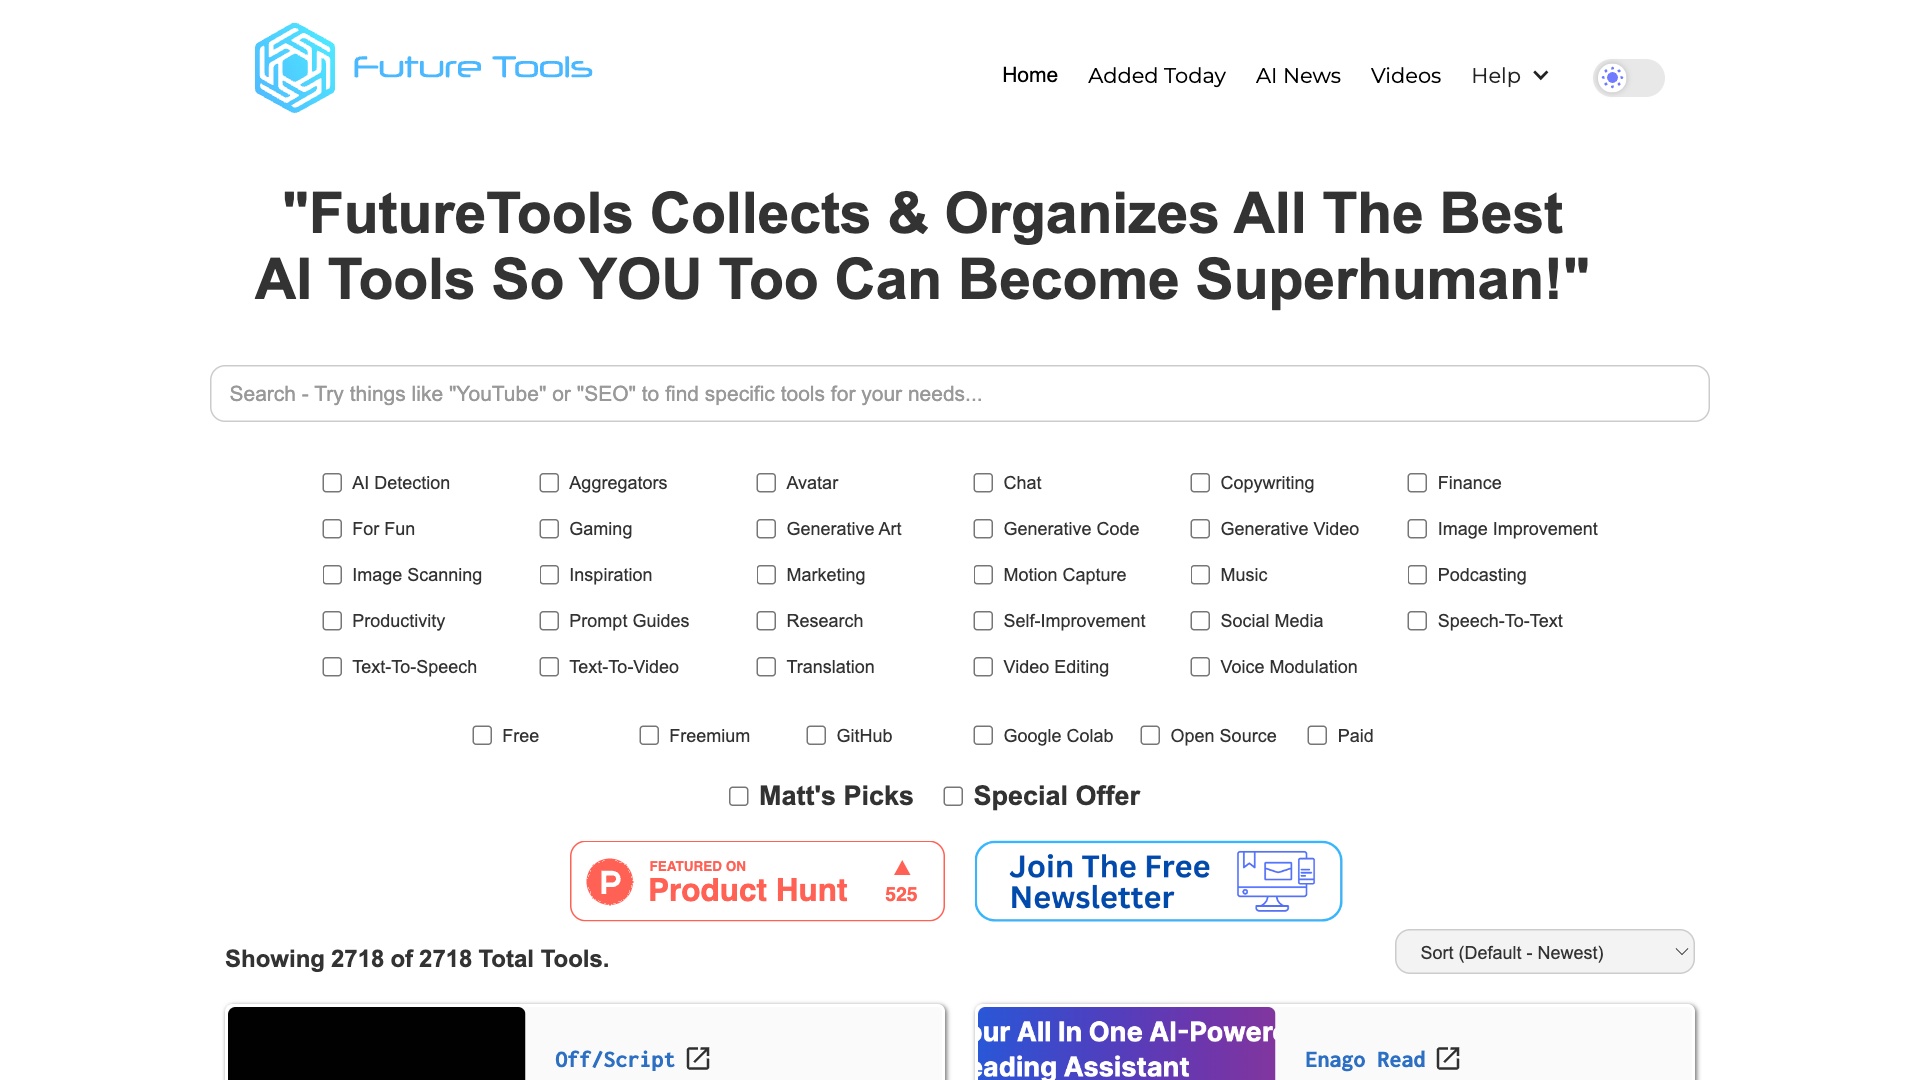 Future Tools
Home
Added Today
AI News
Videos
Help
"FutureTools Collects & Organizes All The Best
AI Tools So YOU Too Can Become Superhuman!"
Search - Try things like "YouTube" or "SEO" to find specific tools for your needs...
AI Detection
Aggregators
Avatar
Chat
Copywriting
Finance
For Fun
Gaming
Generative Art
Generative Code
Generative Video
Image Improvement
Image Scanning
Inspiration
Marketing
Motion Capture
Music
Podcasting
Productivity
Prompt Guides
Research
Self-Improvement
Social Media
Speech-To-Text
Text-To-Speech
Text-To-Video
Translation
Video Editing
Voice Modulation
Free
Freemium
GitHub
Google Colab
Open Source
Paid
Matt's Picks
Special Offer
P
FEATURED ON
Product Hunt
525
Join The Free
Newsletter
Showing 2718 of 2718 Total Tools.
Sort (Default - Newest)
Off/Script
our All In One AI-Power
eading Assistant
Enago Read